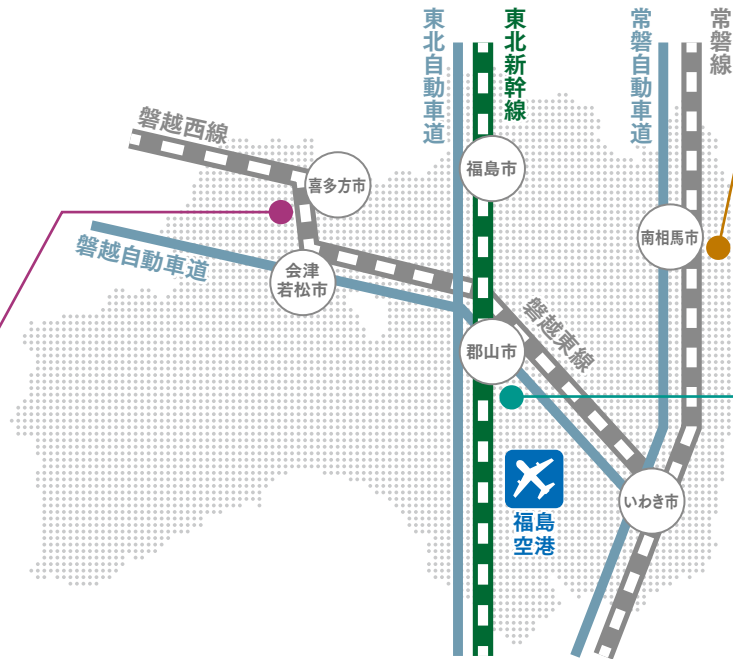 東北自動車道
東北新幹線
常磐自動車道
常磐線
磐越西線
喜多方市
福島市
南相馬市
磐越自動車道
会津
若松市
磐越東線
郡山市
福島
空港
いわき市